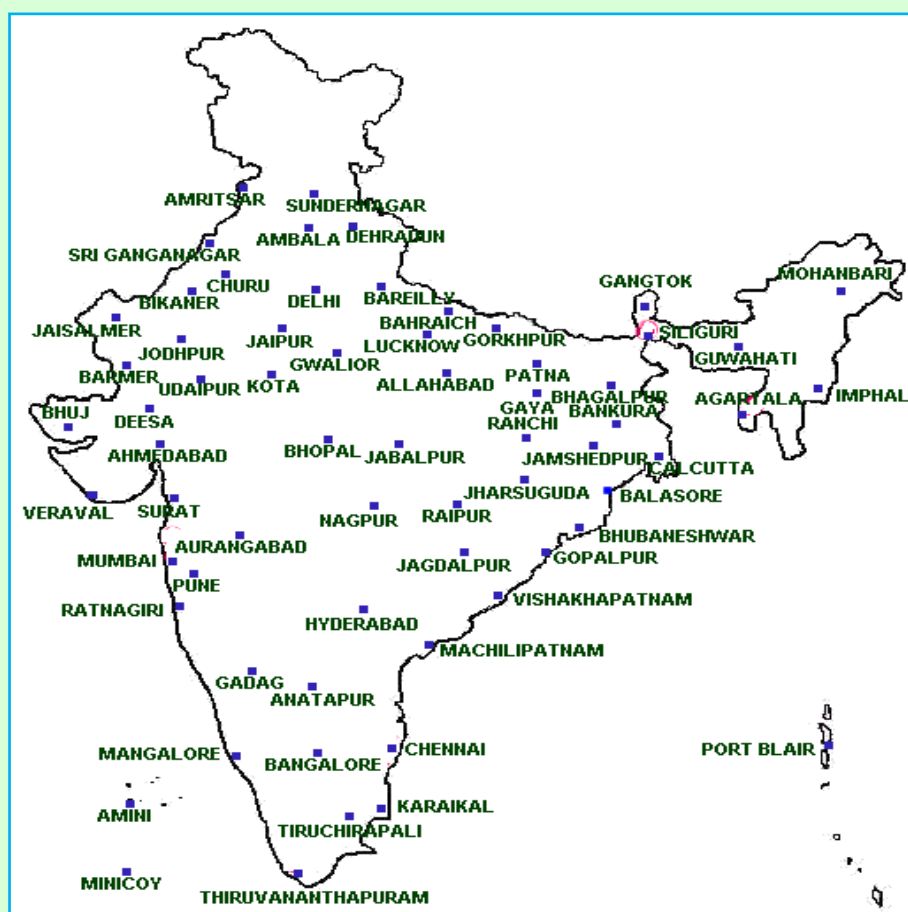 AMRITSAR
SUNDERNAGAR
AMBALA
DEHRADUN
SRI GANGANAGAR
CHURU
BIKANER
DELHI
BAREILLY
GANGTOK
MOHANBARI
JAISALMER
JODHPUR
JAIPUR
BAHRAICH
LUCKNOW
GORKHPUR
SILIGURI
GUWAHATI
BARMER
UDAIPUR
KOTA
GWALIOR
ALLAHABAD
PATNA
BHAGALPUR
GAYA
BANKURA
AGARTALA
IMPHAL
BHUJ
DEESA
RANCHI
AHMEDABAD
BHOPAL
JABALPUR
JAMSHEDPUR
CALCUTTA
VERAVAL
SURAT
NAGPUR
RAIPUR
JHARSUGUDA
BALASORE
AURANGABAD
BHUBANESHWAR
MUMBAI
PUNE
JAGDALPUR
GOPALPUR
RATNAGIRI
HYDERABAD
VISHAKHAPATNAM
MACHILIPATNAM
GADAG
ANATAPUR
MANGALORE
BANGALORE
CHENNAI
PORT BLAIR
AMINI
TIRUCHIRAPALI
KARAIKAL
MINICOY
THIRUVANANTHAPURAM